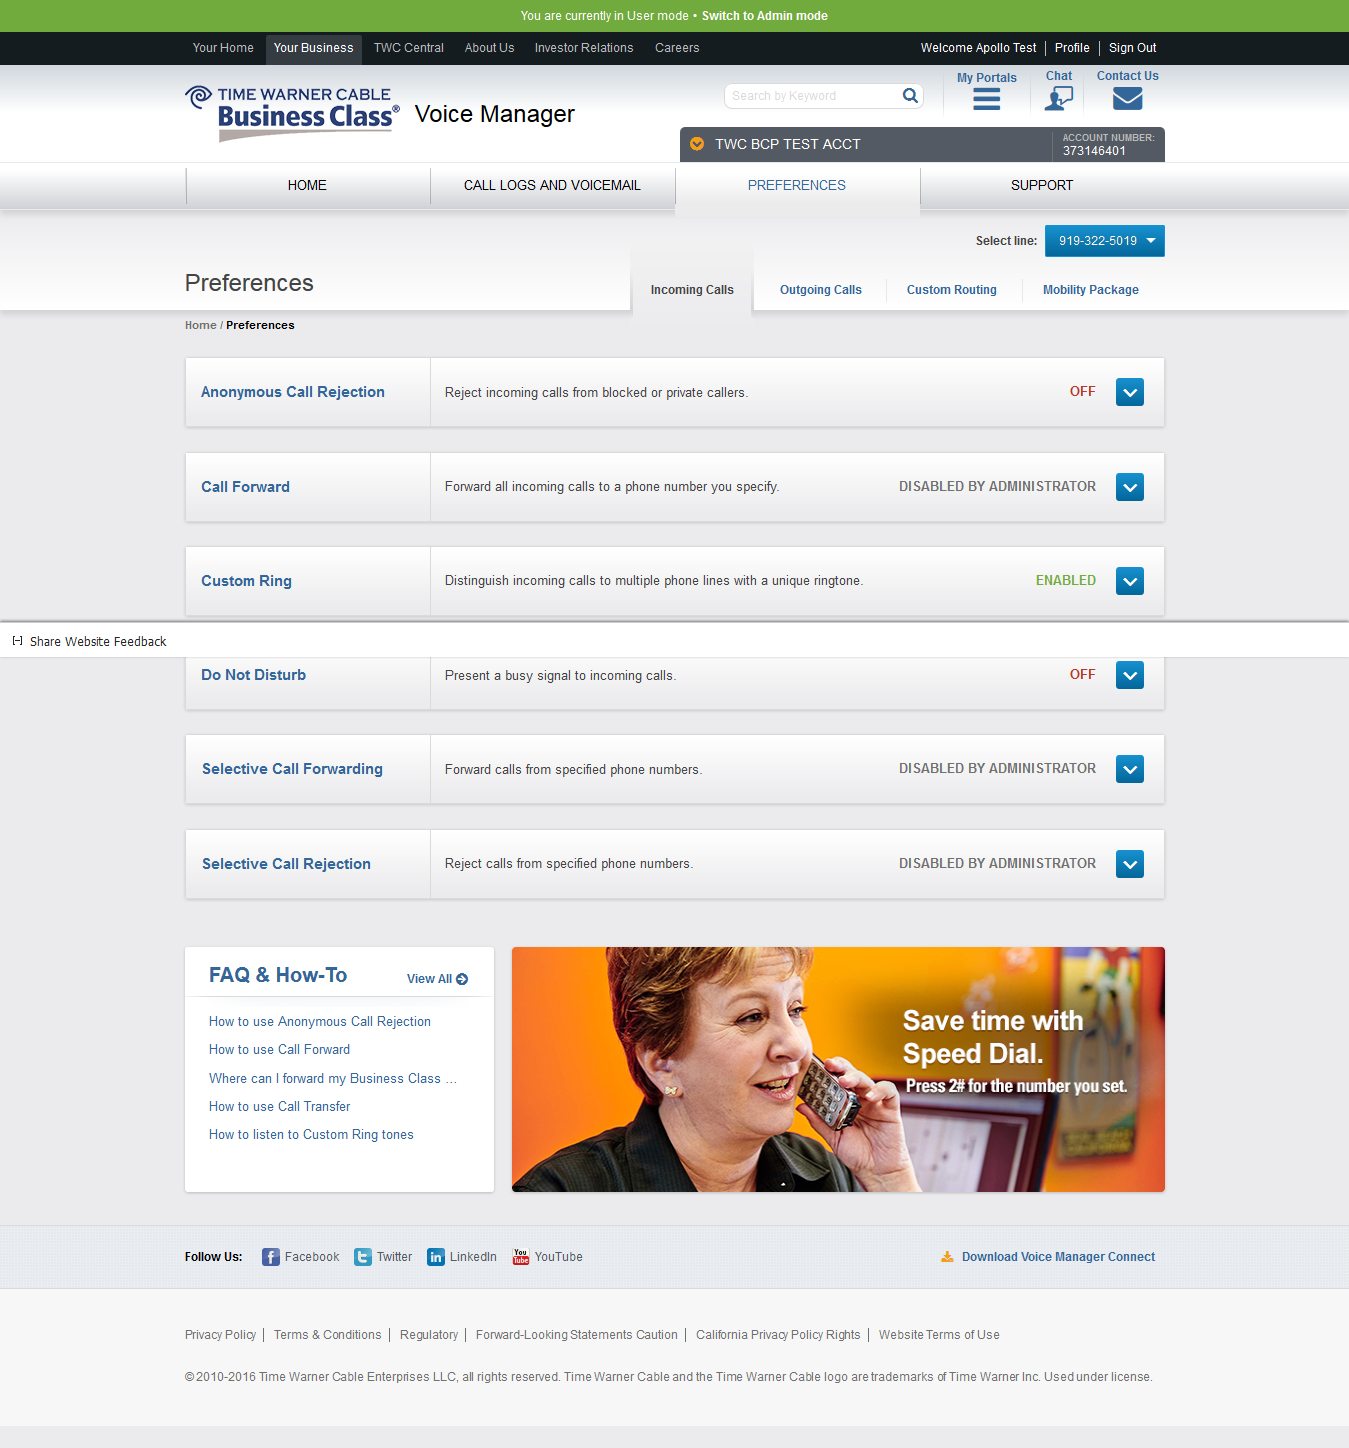 You are currently in User mode • Switch to Admin mode
Your Home Your Business TWC Central About Us Investor Relations Careers Welcome Apollo Test Profile Sign Out
TIME WARNER CABLE
Business Class®
Voice Manager
Search by Keyword
My Portals
Chat
Contact Us
TWC BCP TEST ACCT
ACCOUNT NUMBER:
373146401
HOME CALL LOGS AND VOICEMAIL PREFERENCES SUPPORT
Select line: 919-322-5019
Preferences
Incoming Calls Outgoing Calls Custom Routing Mobility Package
Home / Preferences
Anonymous Call Rejection Reject incoming calls from blocked or private callers. OFF
Call Forward Forward all incoming calls to a phone number you specify. DISABLED BY ADMINISTRATOR
Custom Ring Distinguish incoming calls to multiple phone lines with a unique ringtone. ENABLED
[-] Share Website Feedback
Do Not Disturb Present a busy signal to incoming calls. OFF
Selective Call Forwarding Forward calls from specified phone numbers. DISABLED BY ADMINISTRATOR
Selective Call Rejection Reject calls from specified phone numbers. DISABLED BY ADMINISTRATOR
FAQ & How-To View All
How to use Anonymous Call Rejection
How to use Call Forward
Where can I forward my Business Class ...
How to use Call Transfer
How to listen to Custom Ring tones
Save time with
Speed Dial.
Press 2# for the number you set.
Follow Us: Facebook Twitter LinkedIn YouTube Download Voice Manager Connect
Privacy Policy Terms & Conditions Regulatory Forward-Looking Statements Caution California Privacy Policy Rights Website Terms of Use
© 2010-2016 Time Warner Cable Enterprises LLC, all rights reserved. Time Warner Cable and the Time Warner Cable logo are trademarks of Time Warner Inc. Used under license.